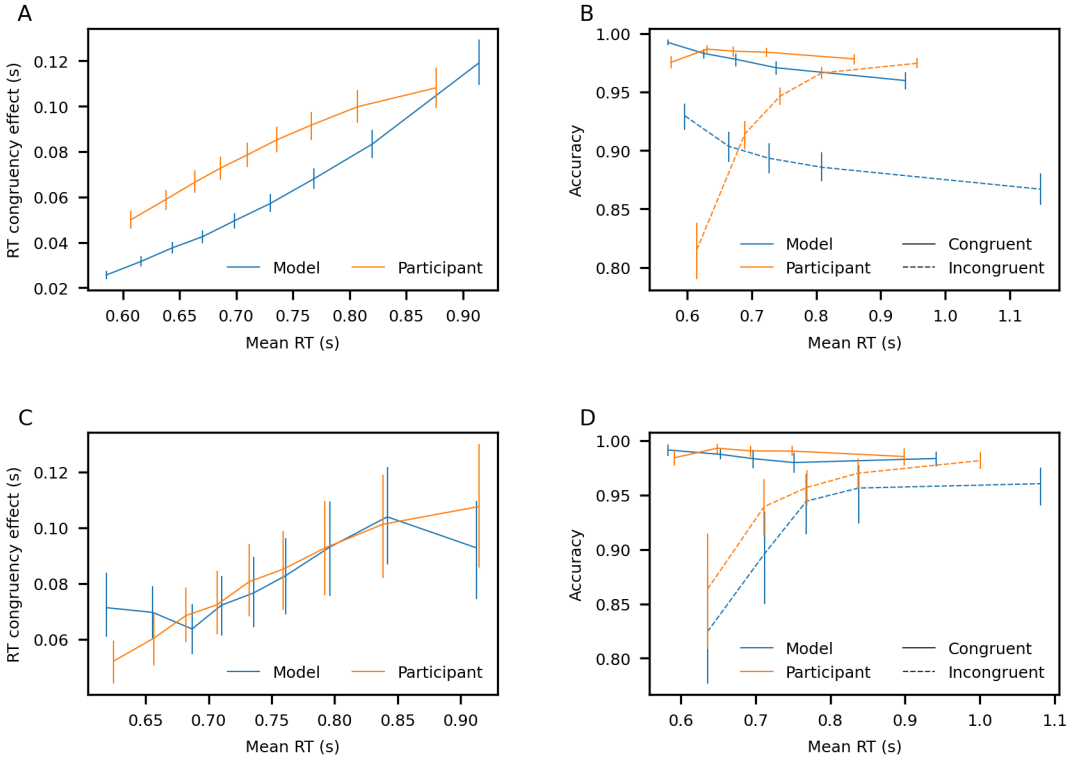 A
RT congruency effect (s)
0.12
0.10
0.08
0.06
0.04
0.02
Model
Participant
0.60 0.65 0.70 0.75 0.80 0.85 0.90
Mean RT (s)
B
Accuracy
1.00
0.95
0.90
0.85
0.80
Model
Participant
Congruent
Incongruent
0.6 0.7 0.8 0.9 1.0 1.1
Mean RT (s)
C
RT congruency effect (s)
0.12
0.10
0.08
0.06
Model
Participant
0.65 0.70 0.75 0.80 0.85 0.90
Mean RT (s)
D
Accuracy
1.00
0.95
0.90
0.85
0.80
Model
Participant
Congruent
Incongruent
0.6 0.7 0.8 0.9 1.0 1.1
Mean RT (s)